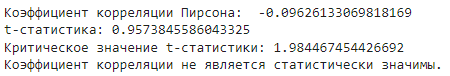 Коэффициент корреляции Пирсона:  -0.09626133069818169
t-статистика: 0.9573845586043325
Критическое значение t-статистики: 1.984467454426692
Коэффициент корреляции не является статистически значимы.